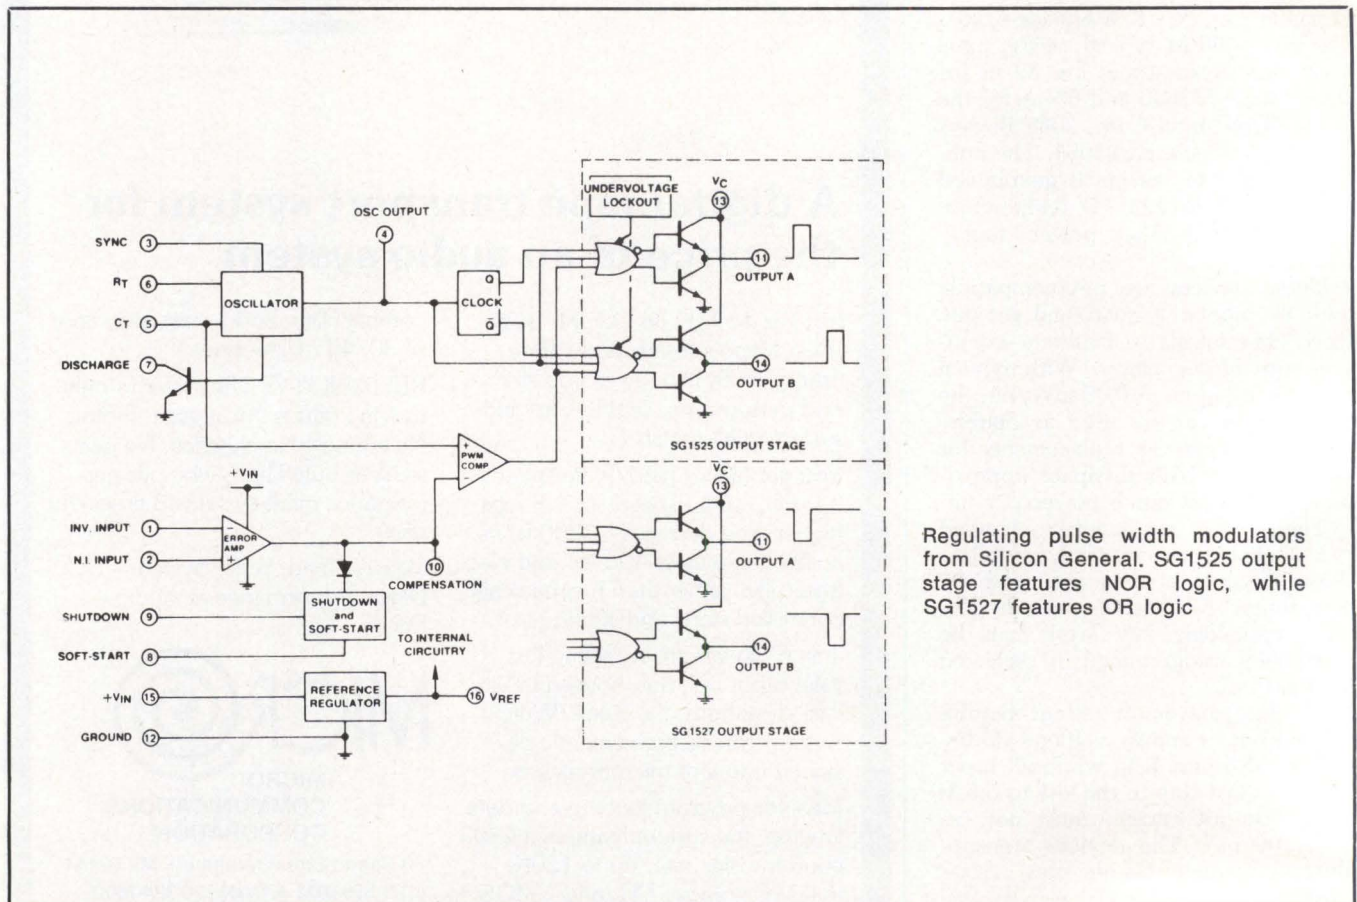 OSC OUTPUT
4
SYNC 3
RT 6
CT 5
DISCHARGE 7
OSCILLATOR
CLOCK
Q
Q̄
UNDERVOLTAGE
LOCKOUT
VC
13
11
OUTPUT A
14
OUTPUT B
SG1525 OUTPUT STAGE
+
PWM
COMP
−
+VIN
INV. INPUT 1
N.I. INPUT 2
−
ERROR
AMP
+
10
COMPENSATION
SHUTDOWN 9
SOFT-START 8
SHUTDOWN
and
SOFT-START
TO INTERNAL
CIRCUITRY
+VIN 15
GROUND 12
REFERENCE
REGULATOR
16 VREF
VC
13
11
OUTPUT A
14
OUTPUT B
SG1527 OUTPUT STAGE
Regulating pulse width modulators
from Silicon General. SG1525 output
stage features NOR logic, while
SG1527 features OR logic